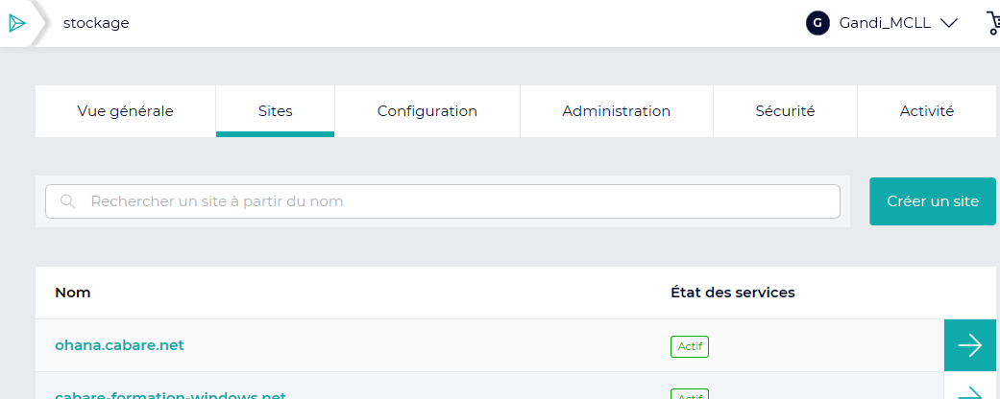 stockage
G Gandi_MCLL
Vue générale Sites Configuration Administration Sécurité Activité
Rechercher un site à partir du nom
Créer un site
Nom État des services
ohana.cabare.net Actif
cabare-formation-windows.net Actif